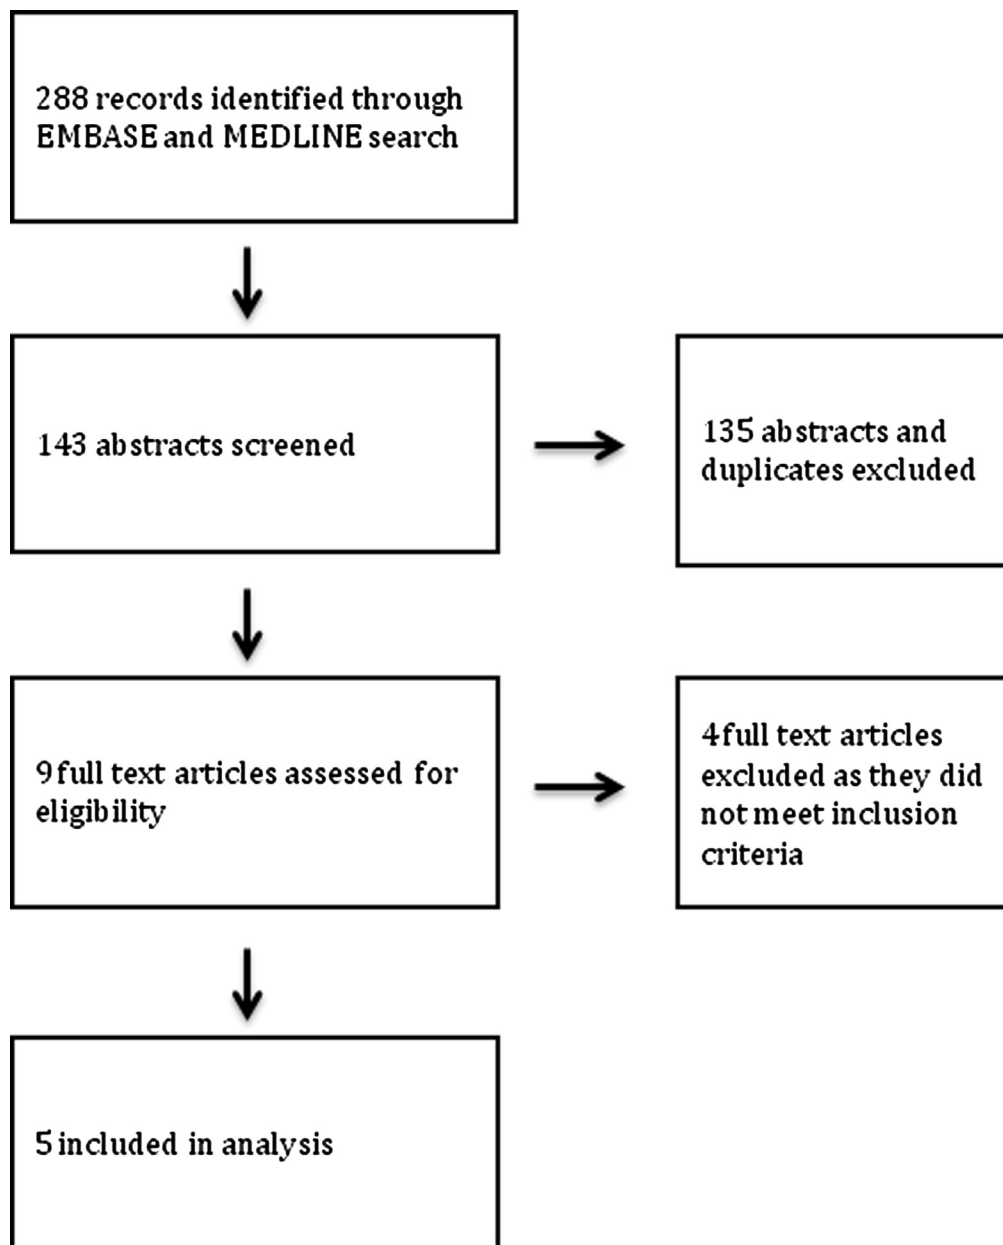 288 records identified through
EMBASE and MEDLINE search
143 abstracts screened
135 abstracts and
duplicates excluded
9 full text articles assessed for
eligibility
4 full text articles
excluded as they did
not meet inclusion
criteria
5 included in analysis